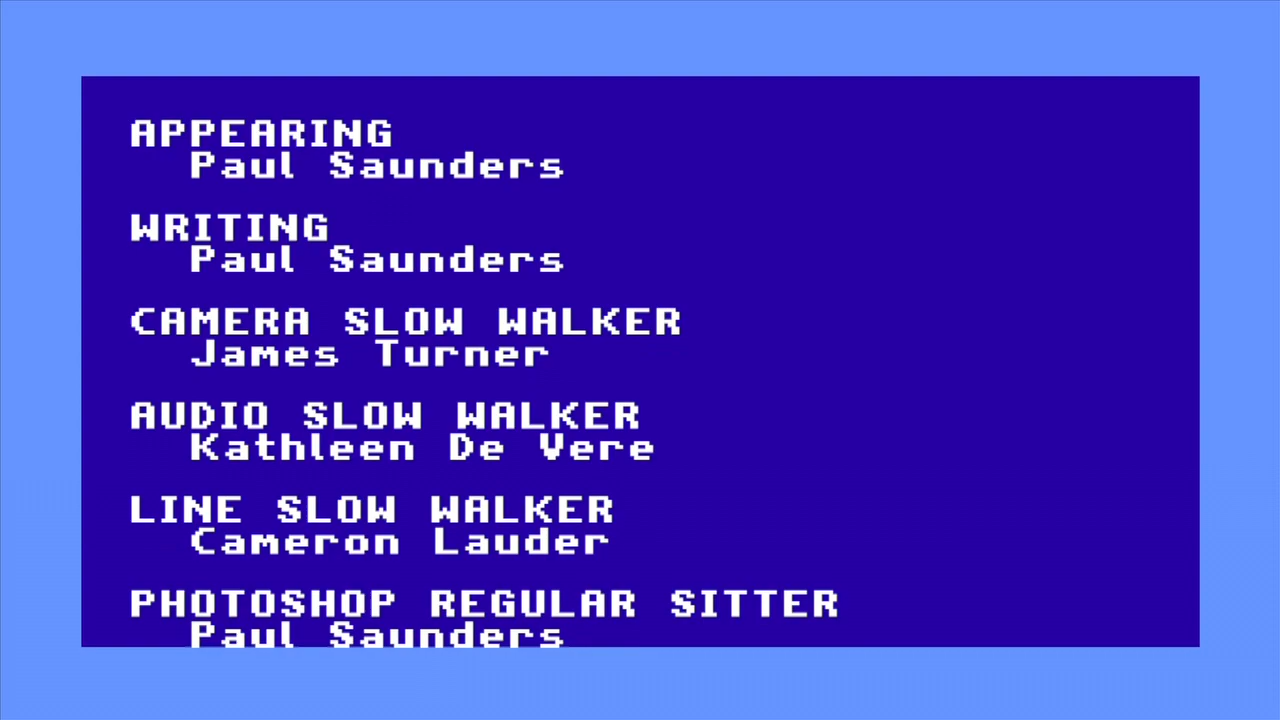 APPEARING
Paul Saunders
WRITING
Paul Saunders
CAMERA SLOW WALKER
James Turner
AUDIO SLOW WALKER
Kathleen De Vere
LINE SLOW WALKER
Cameron Lauder
PHOTOSHOP REGULAR SITTER
Paul Saunders